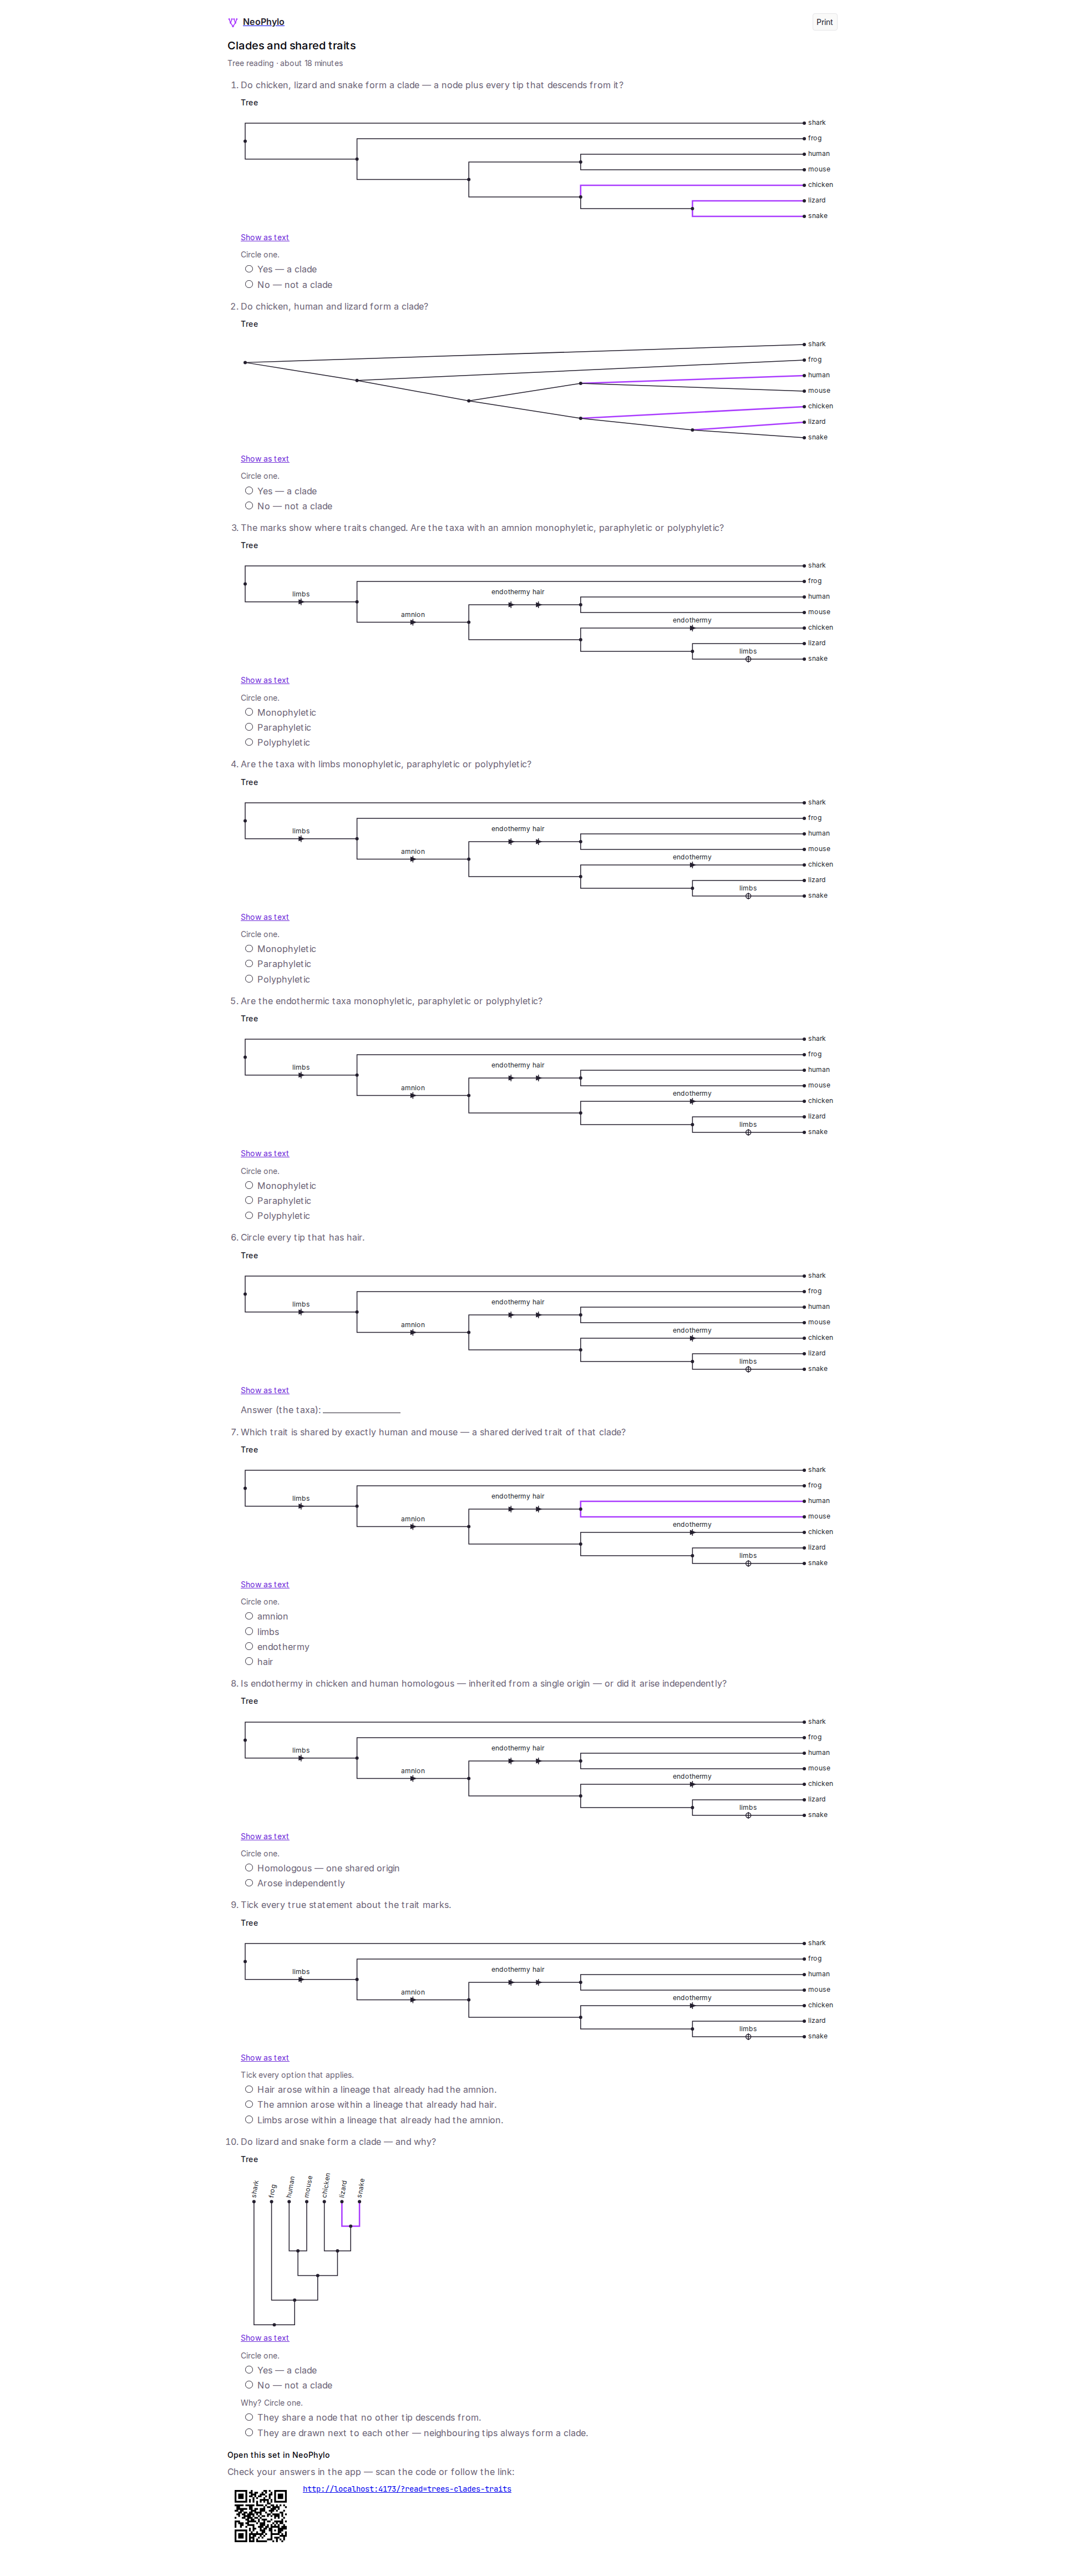 NeoPhylo
Print
Clades and shared traits
Tree reading · about 18 minutes
1. Do chicken, lizard and snake form a clade — a node plus every tip that descends from it?
Tree
shark
frog
human
mouse
chicken
lizard
snake
Show as text
Circle one.
Yes — a clade
No — not a clade
2. Do chicken, human and lizard form a clade?
Tree
shark
frog
human
mouse
chicken
lizard
snake
Show as text
Circle one.
Yes — a clade
No — not a clade
3. The marks show where traits changed. Are the taxa with an amnion monophyletic, paraphyletic or polyphyletic?
Tree
shark
frog
limbs
endothermy hair
human
mouse
amnion
endothermy
chicken
lizard
limbs
snake
Show as text
Circle one.
Monophyletic
Paraphyletic
Polyphyletic
4. Are the taxa with limbs monophyletic, paraphyletic or polyphyletic?
Tree
shark
frog
limbs
endothermy hair
human
mouse
amnion
endothermy
chicken
lizard
limbs
snake
Show as text
Circle one.
Monophyletic
Paraphyletic
Polyphyletic
5. Are the endothermic taxa monophyletic, paraphyletic or polyphyletic?
Tree
shark
frog
limbs
endothermy hair
human
mouse
amnion
endothermy
chicken
lizard
limbs
snake
Show as text
Circle one.
Monophyletic
Paraphyletic
Polyphyletic
6. Circle every tip that has hair.
Tree
shark
frog
limbs
endothermy hair
human
mouse
amnion
endothermy
chicken
lizard
limbs
snake
Show as text
Answer (the taxa):
7. Which trait is shared by exactly human and mouse — a shared derived trait of that clade?
Tree
shark
frog
limbs
endothermy hair
human
mouse
amnion
endothermy
chicken
lizard
limbs
snake
Show as text
Circle one.
amnion
limbs
endothermy
hair
8. Is endothermy in chicken and human homologous — inherited from a single origin — or did it arise independently?
Tree
shark
frog
limbs
endothermy hair
human
mouse
amnion
endothermy
chicken
lizard
limbs
snake
Show as text
Circle one.
Homologous — one shared origin
Arose independently
9. Tick every true statement about the trait marks.
Tree
shark
frog
limbs
endothermy hair
human
mouse
amnion
endothermy
chicken
lizard
limbs
snake
Show as text
Tick every option that applies.
Hair arose within a lineage that already had the amnion.
The amnion arose within a lineage that already had hair.
Limbs arose within a lineage that already had the amnion.
10. Do lizard and snake form a clade — and why?
Tree
shark
frog
human
mouse
chicken
lizard
snake
Show as text
Circle one.
Yes — a clade
No — not a clade
Why? Circle one.
They share a node that no other tip descends from.
They are drawn next to each other — neighbouring tips always form a clade.
Open this set in NeoPhylo
Check your answers in the app — scan the code or follow the link:
http://localhost:4173/?read=trees-clades-traits